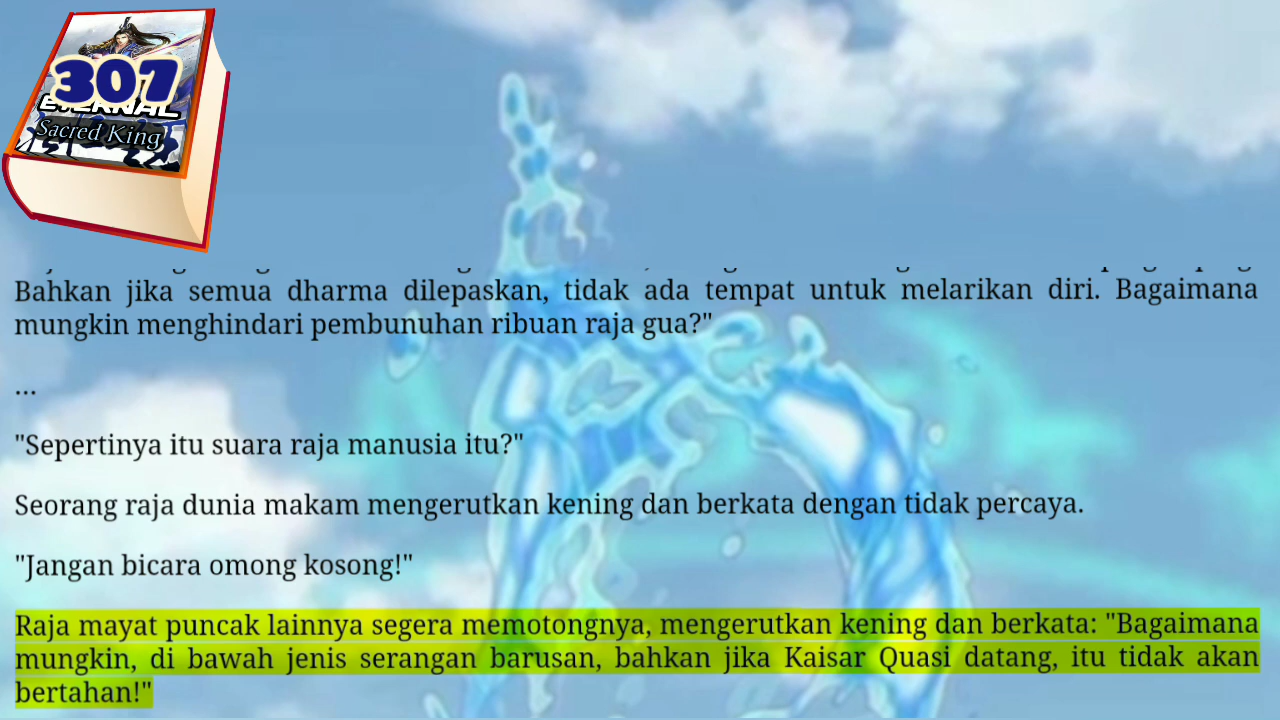 307
ETERNAL
Sacred King
Bahkan jika semua dharma dilepaskan, tidak ada tempat untuk melarikan diri. Bagaimana
mungkin menghindari pembunuhan ribuan raja gua?"
...
"Sepertinya itu suara raja manusia itu?"
Seorang raja dunia makam mengerutkan kening dan berkata dengan tidak percaya.
"Jangan bicara omong kosong!"
Raja mayat puncak lainnya segera memotongnya, mengerutkan kening dan berkata: "Bagaimana
mungkin, di bawah jenis serangan barusan, bahkan jika Kaisar Quasi datang, itu tidak akan
bertahan!"